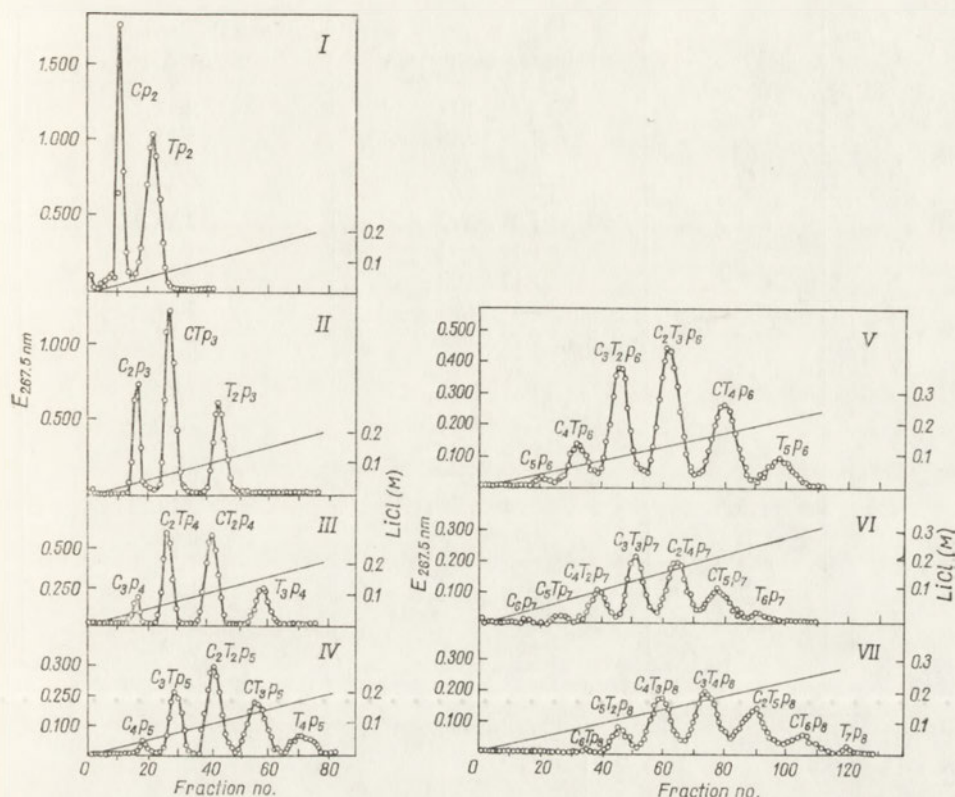 I
1.500
1.000
0.500
Cp₂
Tp₂
0.2
0.1
II
1.000
0.500
C₂p₃
CTp₃
T₂p₃
0.2
0.1
E267.5 nm
LiCl (M)
III
0.500
0.250
C₃p₄
C₂Tp₄
CT₂p₄
T₃p₄
0.2
0.1
IV
0.300
0.250
0.100
C₄p₅
C₃Tp₅
C₂T₂p₅
CT₃p₅
T₄p₅
0.2
0.1
0 20 40 60 80
Fraction no.
V
0.500
0.400
0.300
0.200
0.100
C₅p₆
C₄Tp₆
C₃T₂p₆
C₂T₃p₆
CT₄p₆
T₅p₆
0.3
0.2
0.1
E267.5 nm
LiCl (M)
VI
0.300
0.200
0.100
C₆p₇
C₅Tp₇
C₄T₂p₇
C₃T₃p₇
C₂T₄p₇
CT₅p₇
T₆p₇
0.3
0.2
0.1
VII
0.300
0.200
0.100
C₆Tp₈
C₅T₂p₈
C₄T₃p₈
C₃T₄p₈
C₂T₅p₈
CT₆p₈
T₇p₈
0.3
0.2
0.1
0 20 40 60 80 100 120
Fraction no.